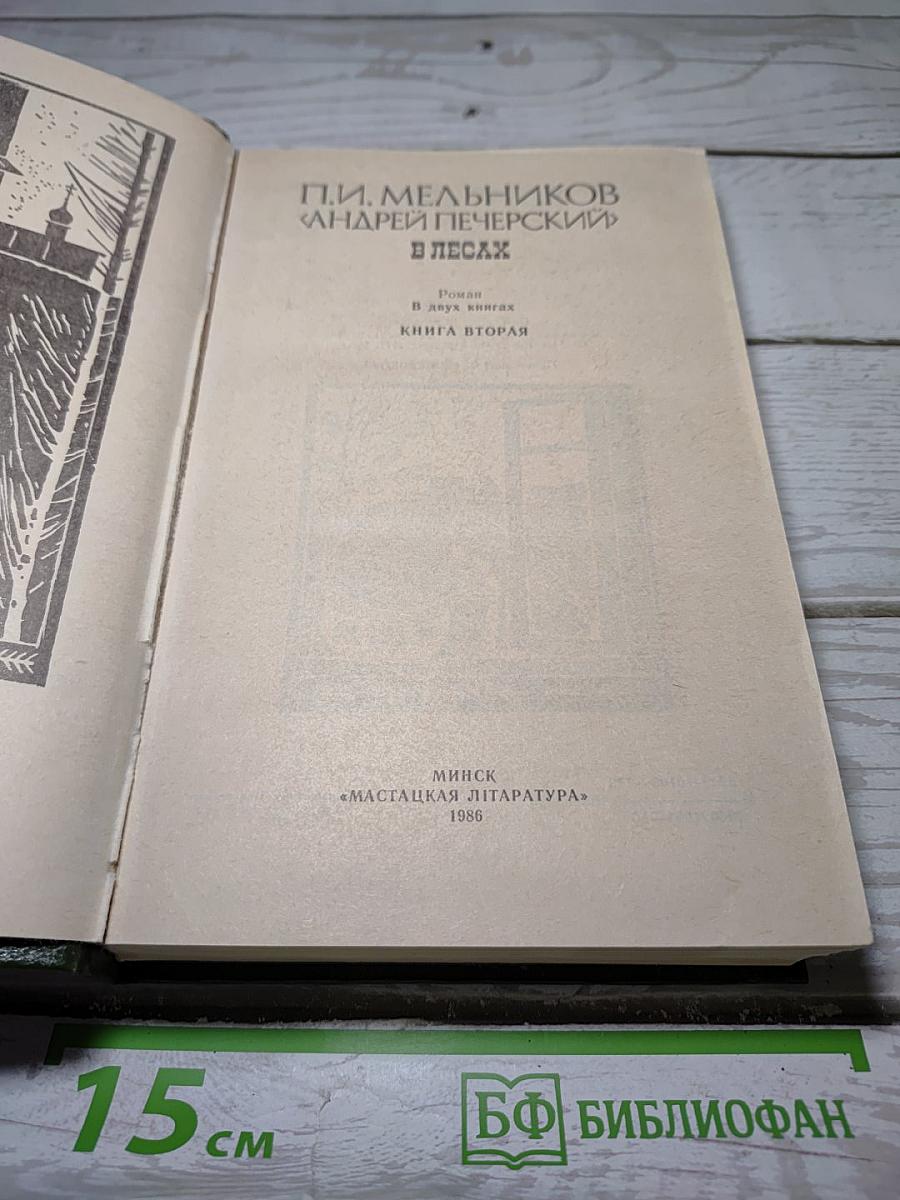 П.И. МЕЛЬНИКОВ
‹АНДРЕЙ ПЕЧЕРСКИЙ›
В ЛЕСАХ
Роман
В двух книгах
КНИГА ВТОРАЯ
МИНСК
«МАСТАЦКАЯ ЛІТАРАТУРА»
1986
15 см
БФ БИБЛИОФАН